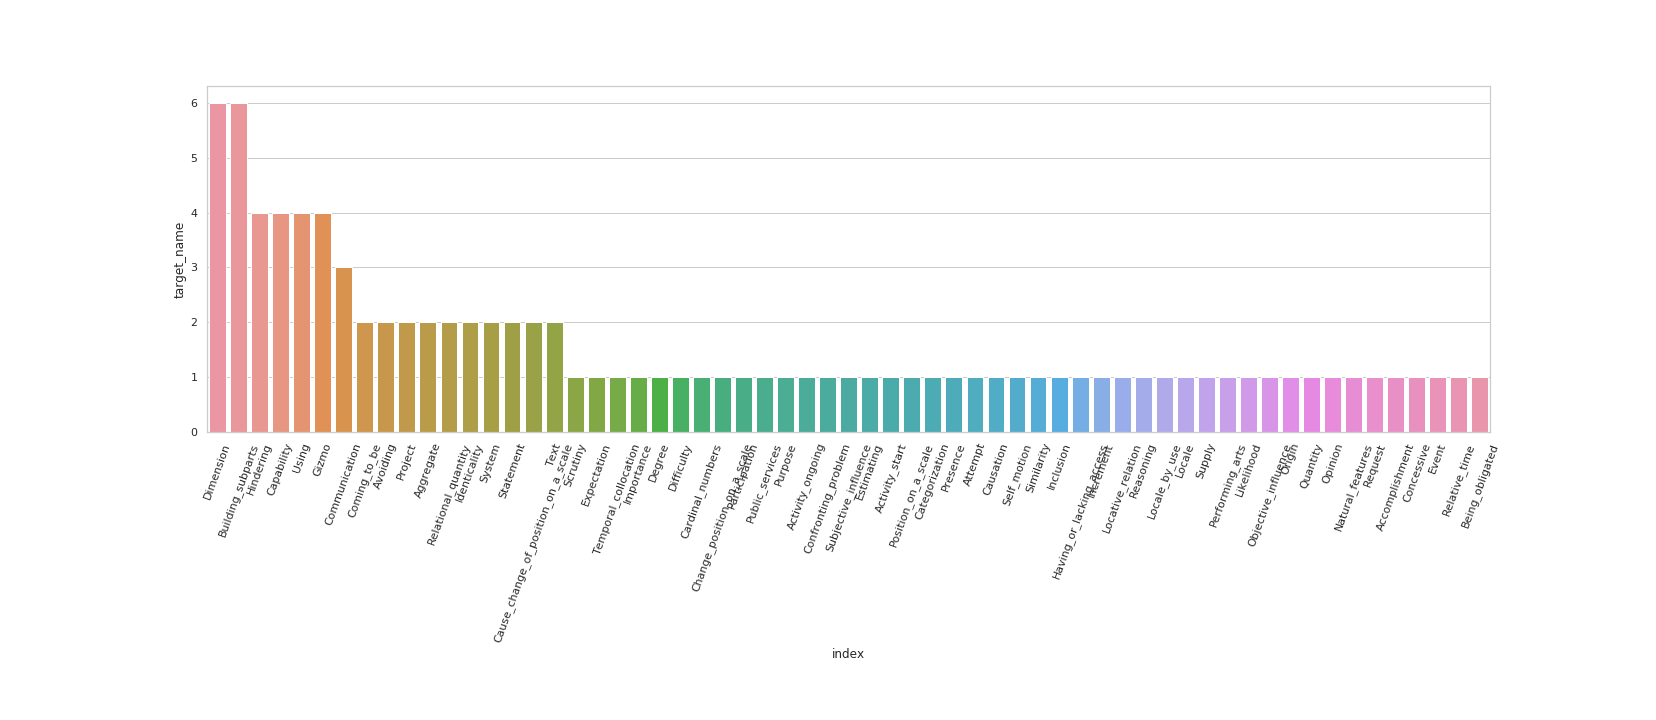 6
5
4
3
2
1
0
target_name
Dimension
Building_subparts
Hindering
Capability
Using
Gizmo
Communication
Coming_to_be
Avoiding
Project
Aggregate
Relational_quantity
Identicality
System
Statement
Text
Cause_change_of_position_on_a_scale
Scrutiny
Expectation
Temporal_collocation
Importance
Degree
Difficulty
Cardinal_numbers
Change_position_on_a_scale
Participation
Public_services
Purpose
Activity_ongoing
Confronting_problem
Subjective_influence
Estimating
Activity_start
Position_on_a_scale
Categorization
Presence
Attempt
Causation
Self_motion
Similarity
Inclusion
Having_or_lacking_access
Increment
Locative_relation
Reasoning
Locale_by_use
Locale
Supply
Performing_arts
Likelihood
Objective_influence
Origin
Quantity
Opinion
Natural_features
Request
Accomplishment
Concessive
Event
Relative_time
Being_obligated
index